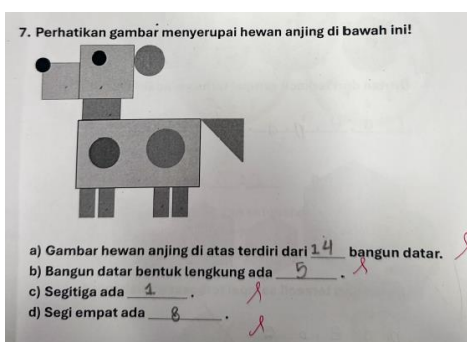 7. Perhatikan gambar menyerupai hewan anjing di bawah ini!
a) Gambar hewan anjing di atas terdiri dari 14 bangun datar.
b) Bangun datar bentuk lengkung ada 5.
c) Segitiga ada 1.
d) Segi empat ada 8.